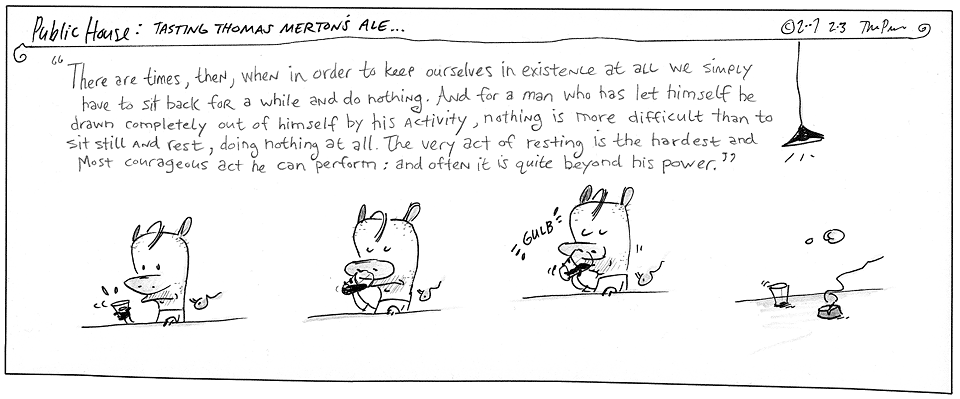 Public House: TASTING THOMAS MERTON'S ALE...
©2007 2.3
"There are times, then, when in order to keep ourselves in existence at all we simply
have to sit back for a while and do nothing. And for a man who has let himself be
drawn completely out of himself by his activity, nothing is more difficult than to
sit still and rest, doing nothing at all. The very act of resting is the hardest and
most courageous act he can perform: and often it is quite beyond his power."
GULB